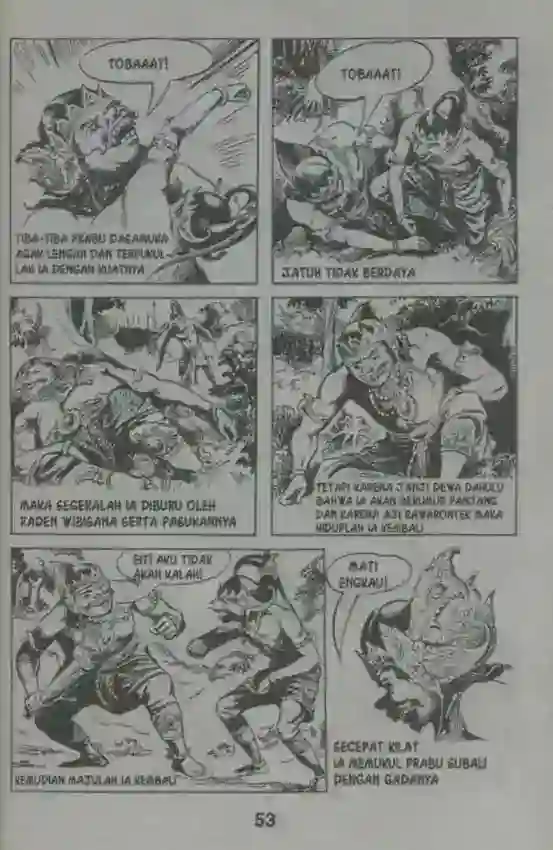 TOBAAAT!
TIBA-TIBA PRABU DASAMUKA
AGAK LENGAH DAN TERPUKUL-
LAH IA DENGAN KUATNYA
TOBAAAT!
JATUH TIDAK BERDAYA
MAKA SEGERALAH IA DIBURU OLEH
RADEN WIBISANA SERTA PASUKANNYA
TETAPI KARENA JANJI DEWA DAHULU
BAHWA IA AKAN BERUMUR PANJANG
DAN KARENA AJI RAWARONTEK MAKA
HIDUPLAH IA KEMBALI
AKU TIDAK
AKAN KALAH!
KEMUDIAN MAJULAH IA KEMBALI
MATI
ENGKAU!
SECEPAT KILAT
IA MEMUKUL PRABU SUBALI
DENGAN GADANYA
53